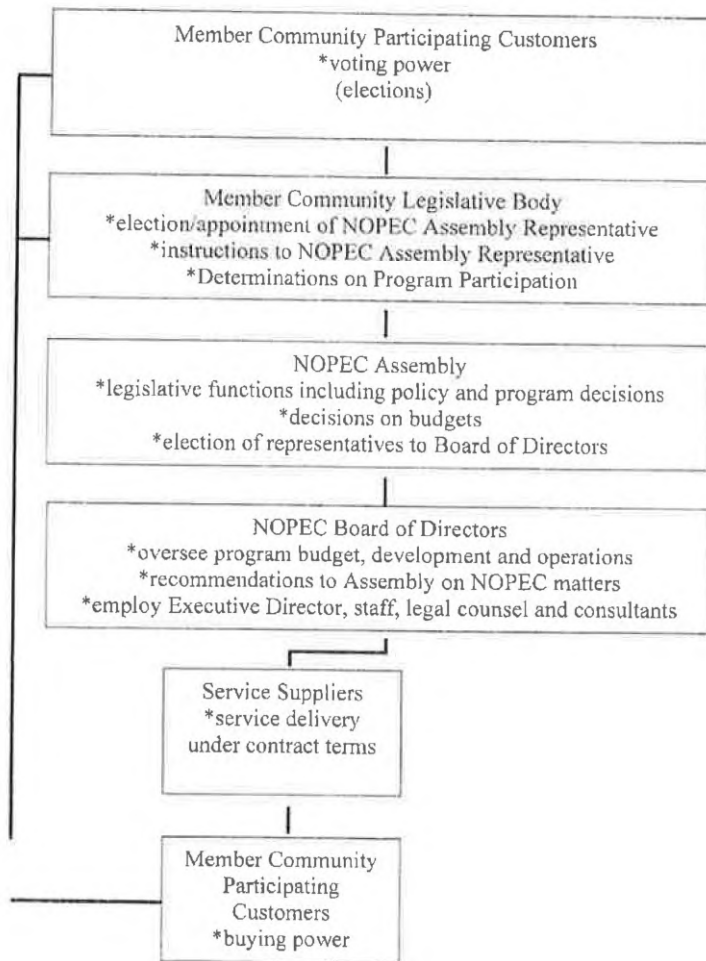 Member Community Participating Customers
*voting power
(elections)
Member Community Legislative Body
*election/appointment of NOPEC Assembly Representative
*instructions to NOPEC Assembly Representative
*Determinations on Program Participation
NOPEC Assembly
*legislative functions including policy and program decisions
*decisions on budgets
*election of representatives to Board of Directors
NOPEC Board of Directors
*oversee program budget, development and operations
*recommendations to Assembly on NOPEC matters
*employ Executive Director, staff, legal counsel and consultants
Service Suppliers
*service delivery
under contract terms
Member Community
Participating
Customers
*buying power